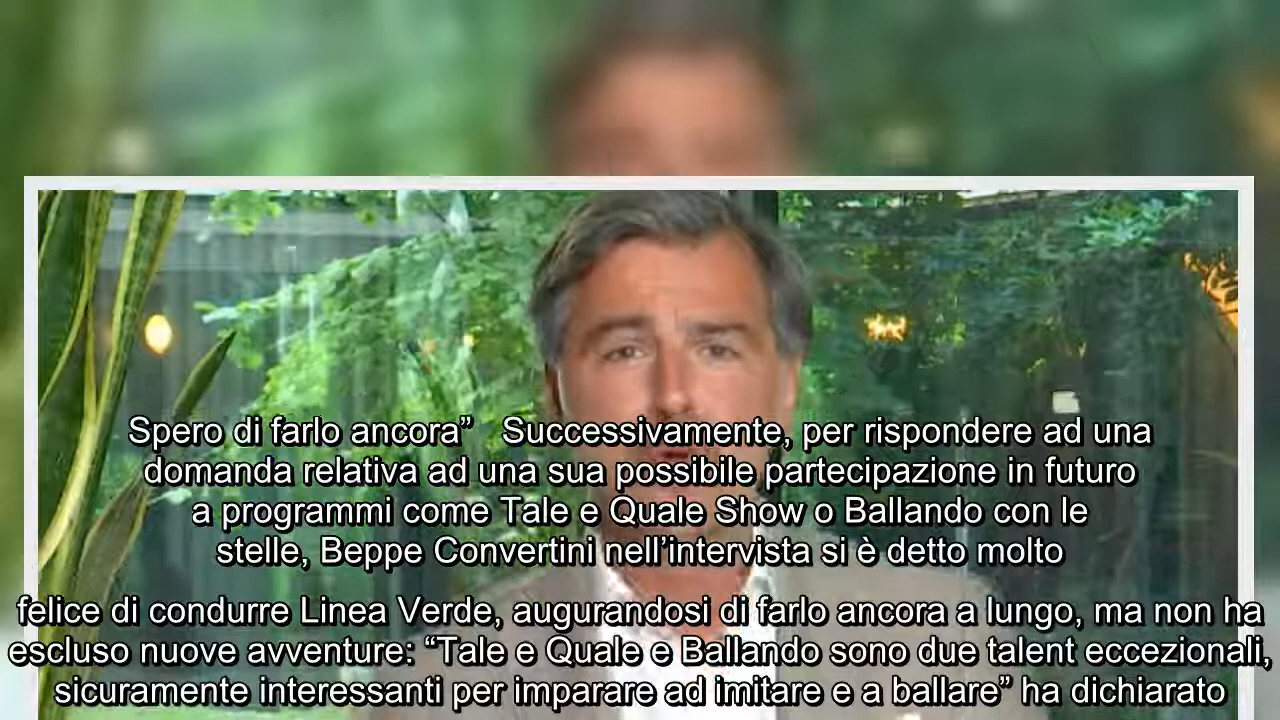 Spero di farlo ancora” Successivamente, per rispondere ad una
domanda relativa ad una sua possibile partecipazione in futuro
a programmi come Tale e Quale Show o Ballando con le
stelle, Beppe Convertini nell’intervista si è detto molto
felice di condurre Linea Verde, augurandosi di farlo ancora a lungo, ma non ha
escluso nuove avventure: “Tale e Quale e Ballando sono due talent eccezionali,
sicuramente interessanti per imparare ad imitare e a ballare” ha dichiarato